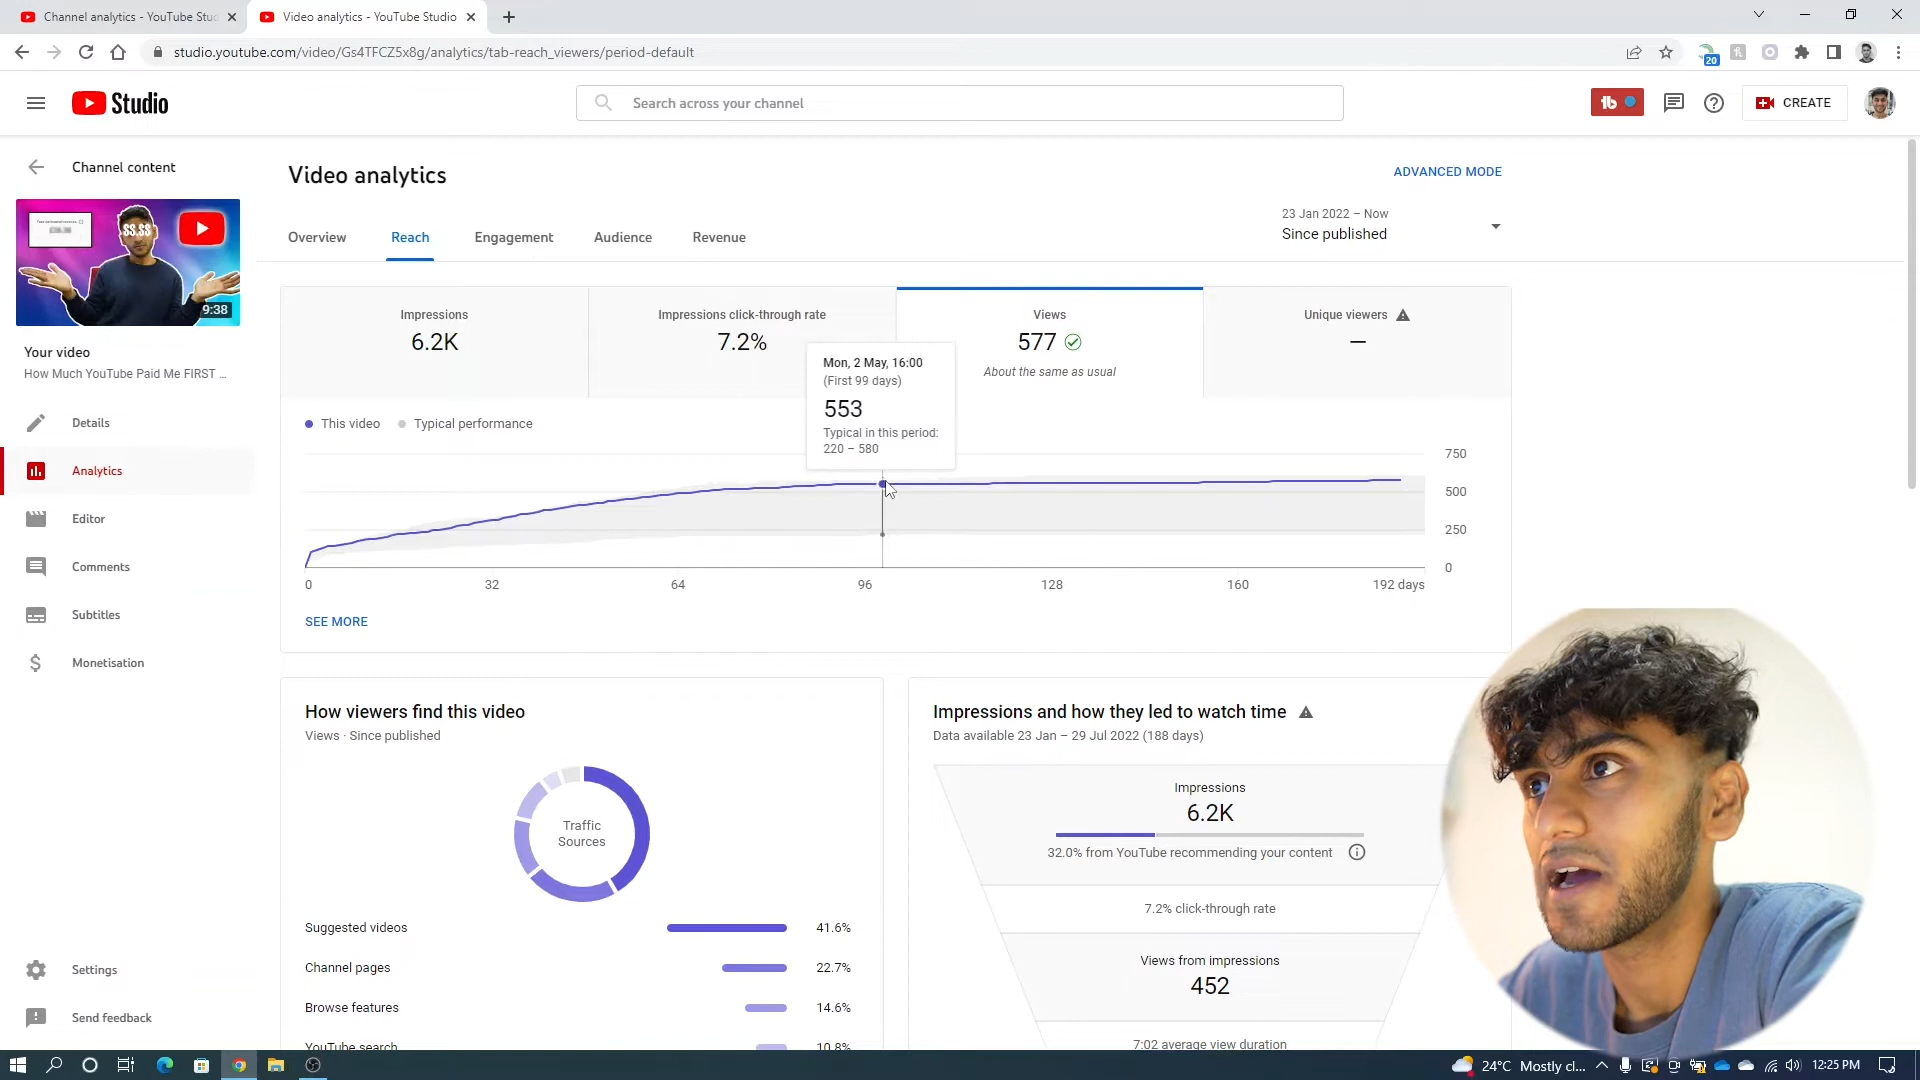 Channel analytics - YouTube Stu
Video analytics - YouTube Studio
studio.youtube.com/video/Gs4TFCZ5x8g/analytics/tab-reach_viewers/period-default
20
Studio
Search across your channel
CREATE
Channel content
9:38
Your video
How Much YouTube Paid Me FIRST ...
Details
Analytics
Editor
Comments
Subtitles
Monetisation
Settings
Send feedback
Video analytics
ADVANCED MODE
Overview
Reach
Engagement
Audience
Revenue
23 Jan 2022 – Now
Since published
Impressions
6.2K
Impressions click-through rate
7.2%
Views
577
About the same as usual
Unique viewers
—
Mon, 2 May, 16:00
(First 99 days)
553
Typical in this period:
220 – 580
This video
Typical performance
750
500
250
0
0 32 64 96 128 160 192 days
SEE MORE
How viewers find this video
Views · Since published
Traffic
Sources
Suggested videos 41.6%
Channel pages 22.7%
Browse features 14.6%
YouTube search 10.8%
Impressions and how they led to watch time
Data available 23 Jan – 29 Jul 2022 (188 days)
Impressions
6.2K
32.0% from YouTube recommending your content
7.2% click-through rate
Views from impressions
452
7:02 average view duration
24°C Mostly cl...
12:25 PM